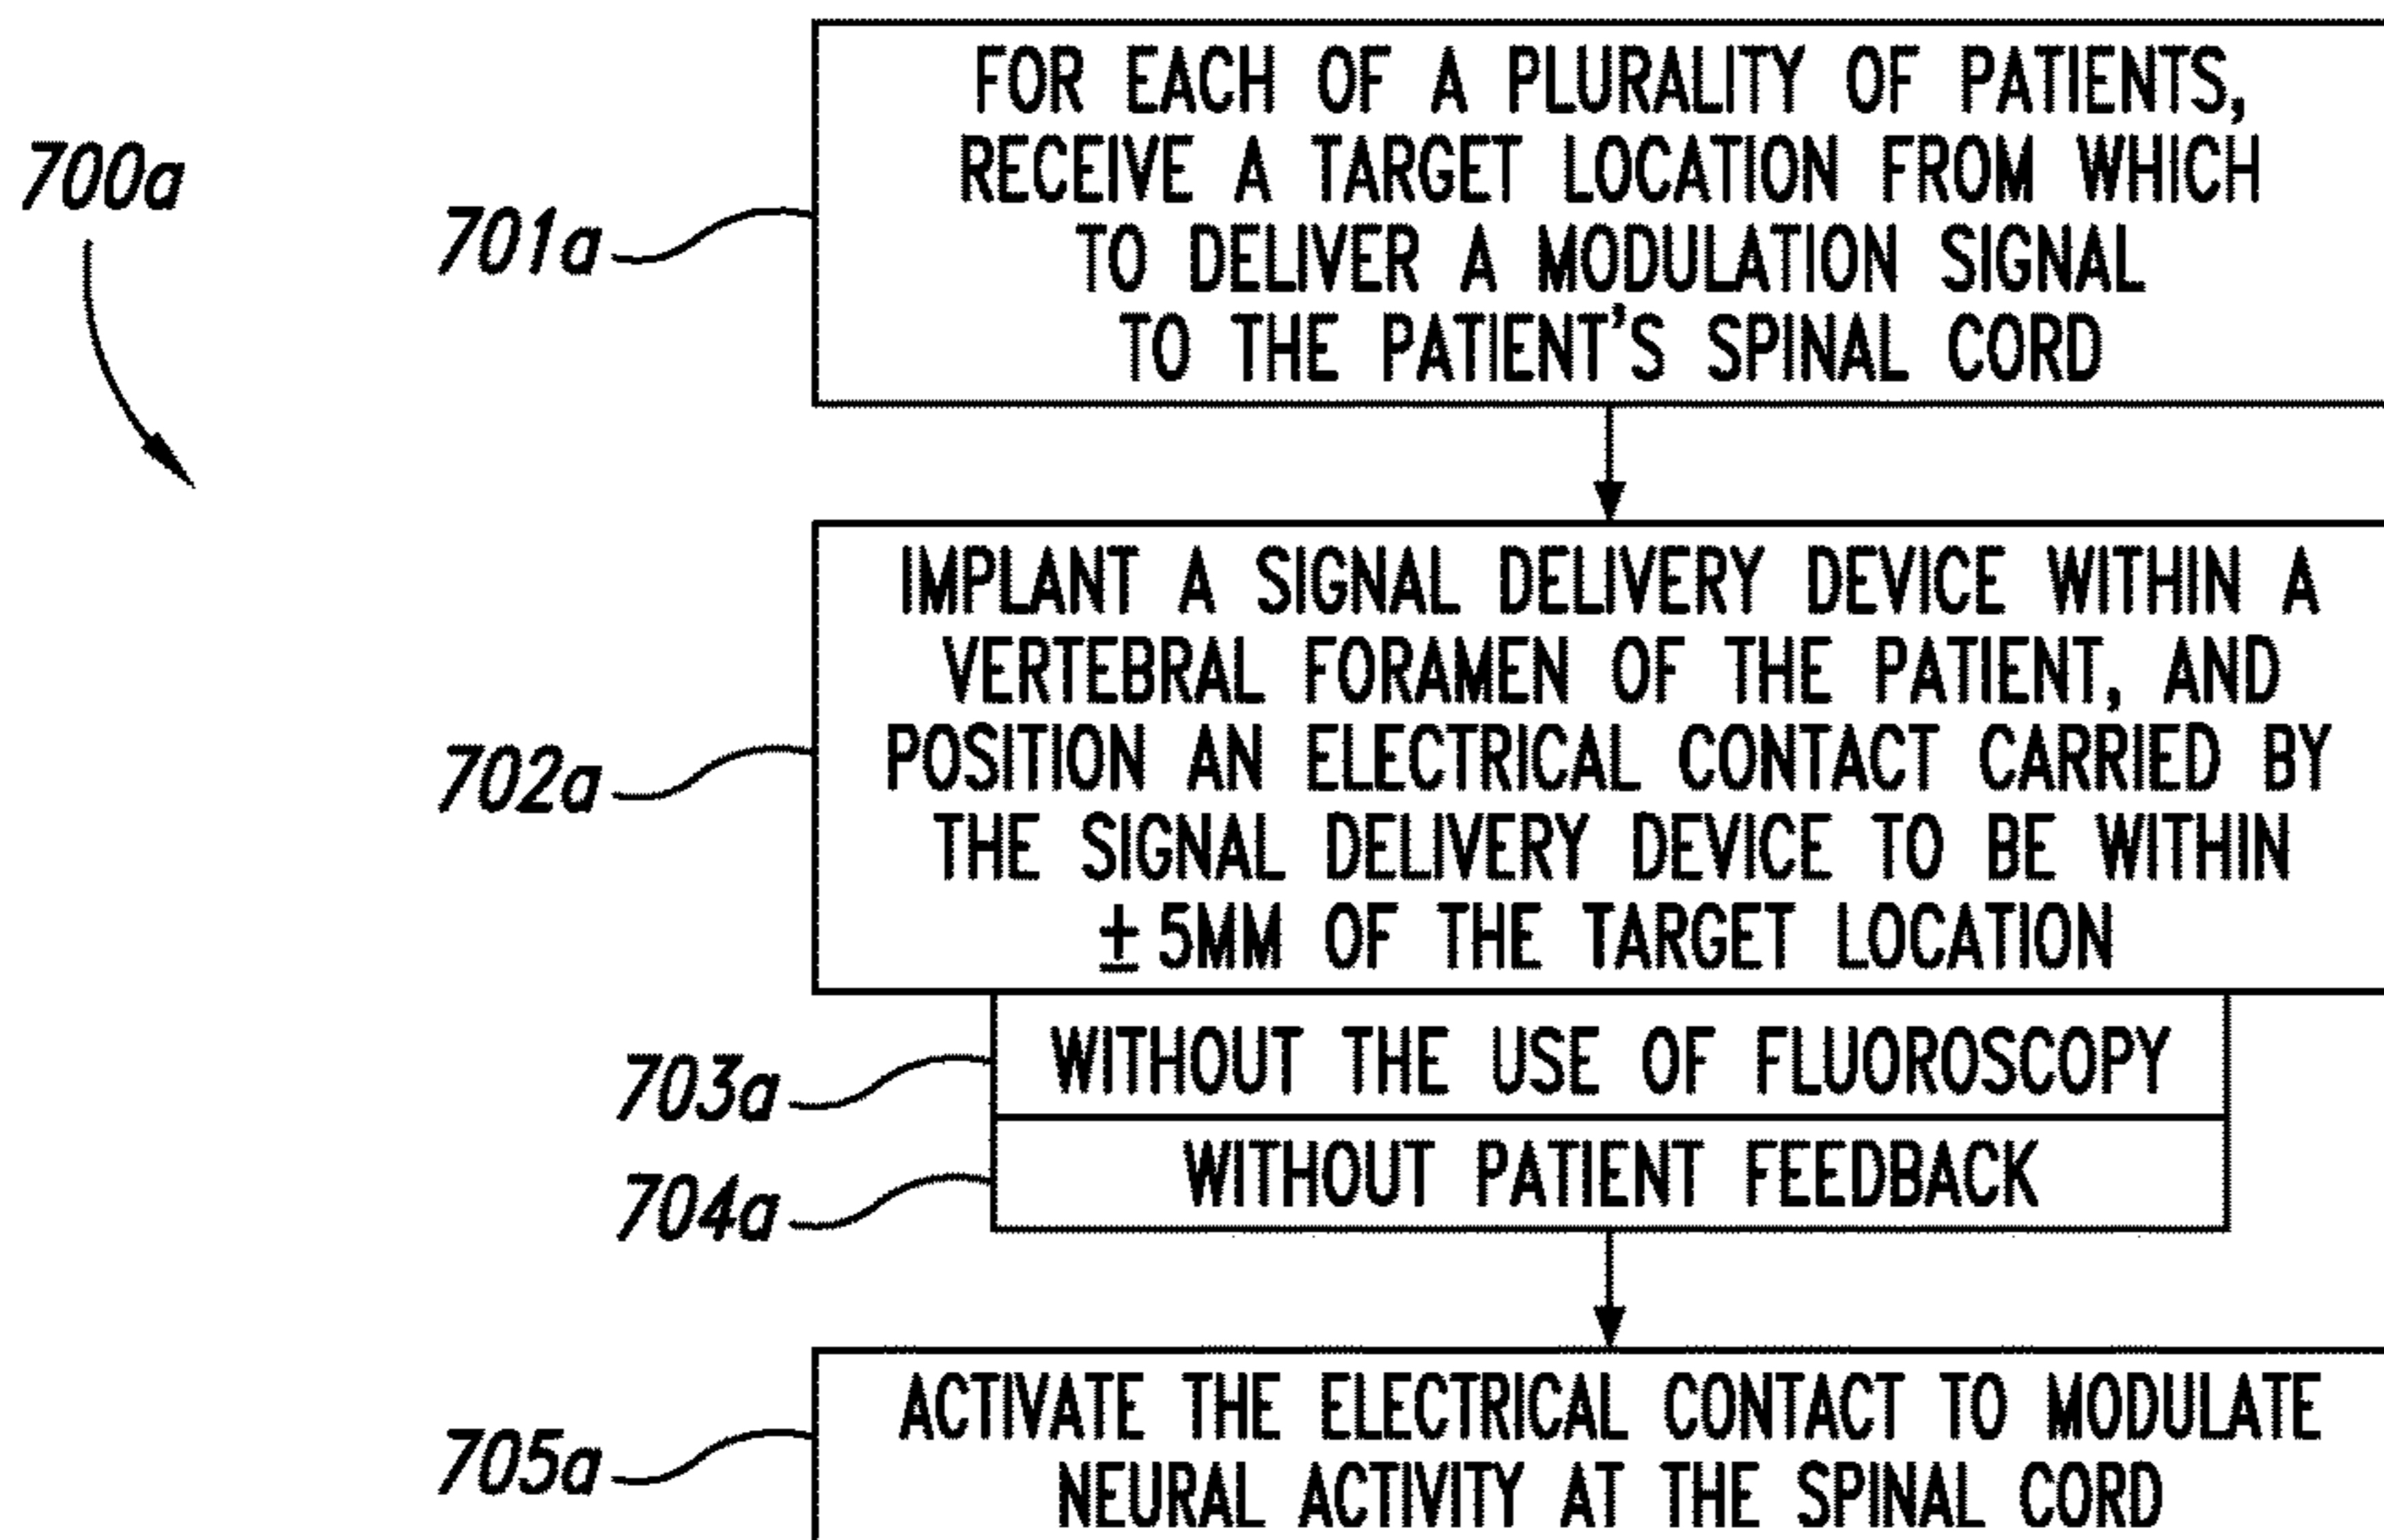 700a
701a
FOR EACH OF A PLURALITY OF PATIENTS,
RECEIVE A TARGET LOCATION FROM WHICH
TO DELIVER A MODULATION SIGNAL
TO THE PATIENT'S SPINAL CORD
702a
IMPLANT A SIGNAL DELIVERY DEVICE WITHIN A
VERTEBRAL FORAMEN OF THE PATIENT, AND
POSITION AN ELECTRICAL CONTACT CARRIED BY
THE SIGNAL DELIVERY DEVICE TO BE WITHIN
± 5MM OF THE TARGET LOCATION
703a
WITHOUT THE USE OF FLUOROSCOPY
704a
WITHOUT PATIENT FEEDBACK
705a
ACTIVATE THE ELECTRICAL CONTACT TO MODULATE
NEURAL ACTIVITY AT THE SPINAL CORD